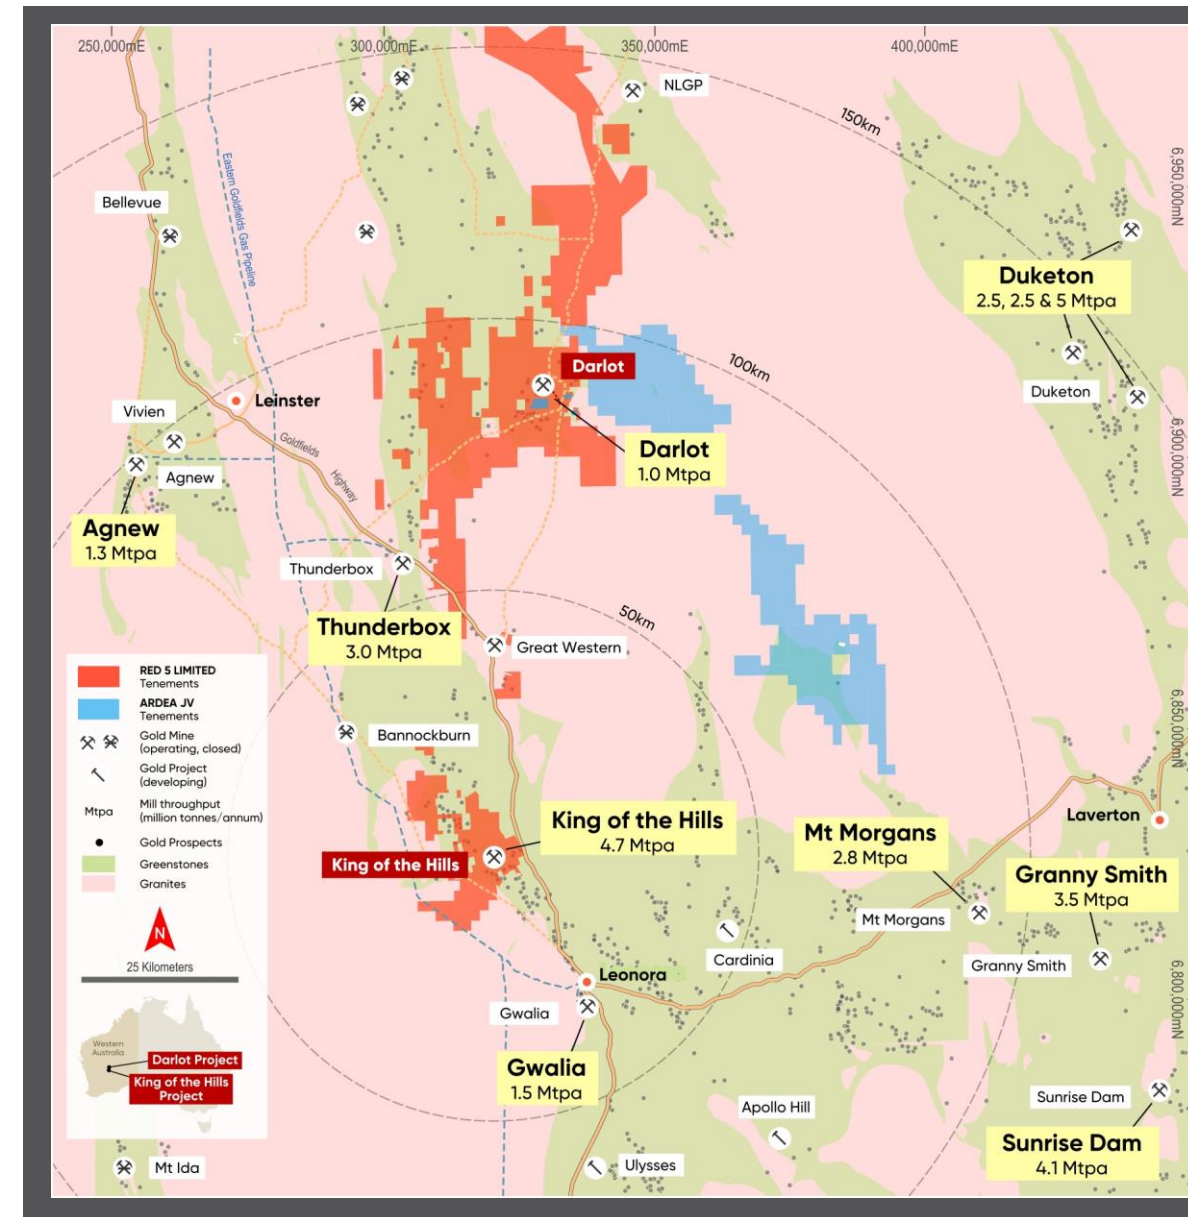 250,000mE
300,000mE
350,000mE
400,000mE
NLGP
150km
6,950,000mN
Eastern Goldfields Gas Pipeline
Bellevue
Duketon
2.5, 2.5 & 5 Mtpa
Darlot
100km
Duketon
Leinster
Vivien
Goldfields
Highway
Darlot
1.0 Mtpa
6,900,000mN
Agnew
Agnew
1.3 Mtpa
Thunderbox
Thunderbox
3.0 Mtpa
50km
Great Western
RED 5 LIMITED
Tenements
ARDEA JV
Tenements
Gold Mine
(operating, closed)
Gold Project
(developing)
Mtpa
Mill throughput
(million tonnes/annum)
Gold Prospects
Greenstones
Granites
N
25 Kilometers
Western
Australia
Darlot Project
King of the Hills
Project
Bannockburn
6,850,000mN
King of the Hills
4.7 Mtpa
King of the Hills
Laverton
Mt Morgans
2.8 Mtpa
Granny Smith
3.5 Mtpa
Mt Morgans
Cardinia
Granny Smith
Leonora
6,800,000mN
Gwalia
Gwalia
1.5 Mtpa
Apollo Hill
Sunrise Dam
Sunrise Dam
4.1 Mtpa
Mt Ida
Ulysses